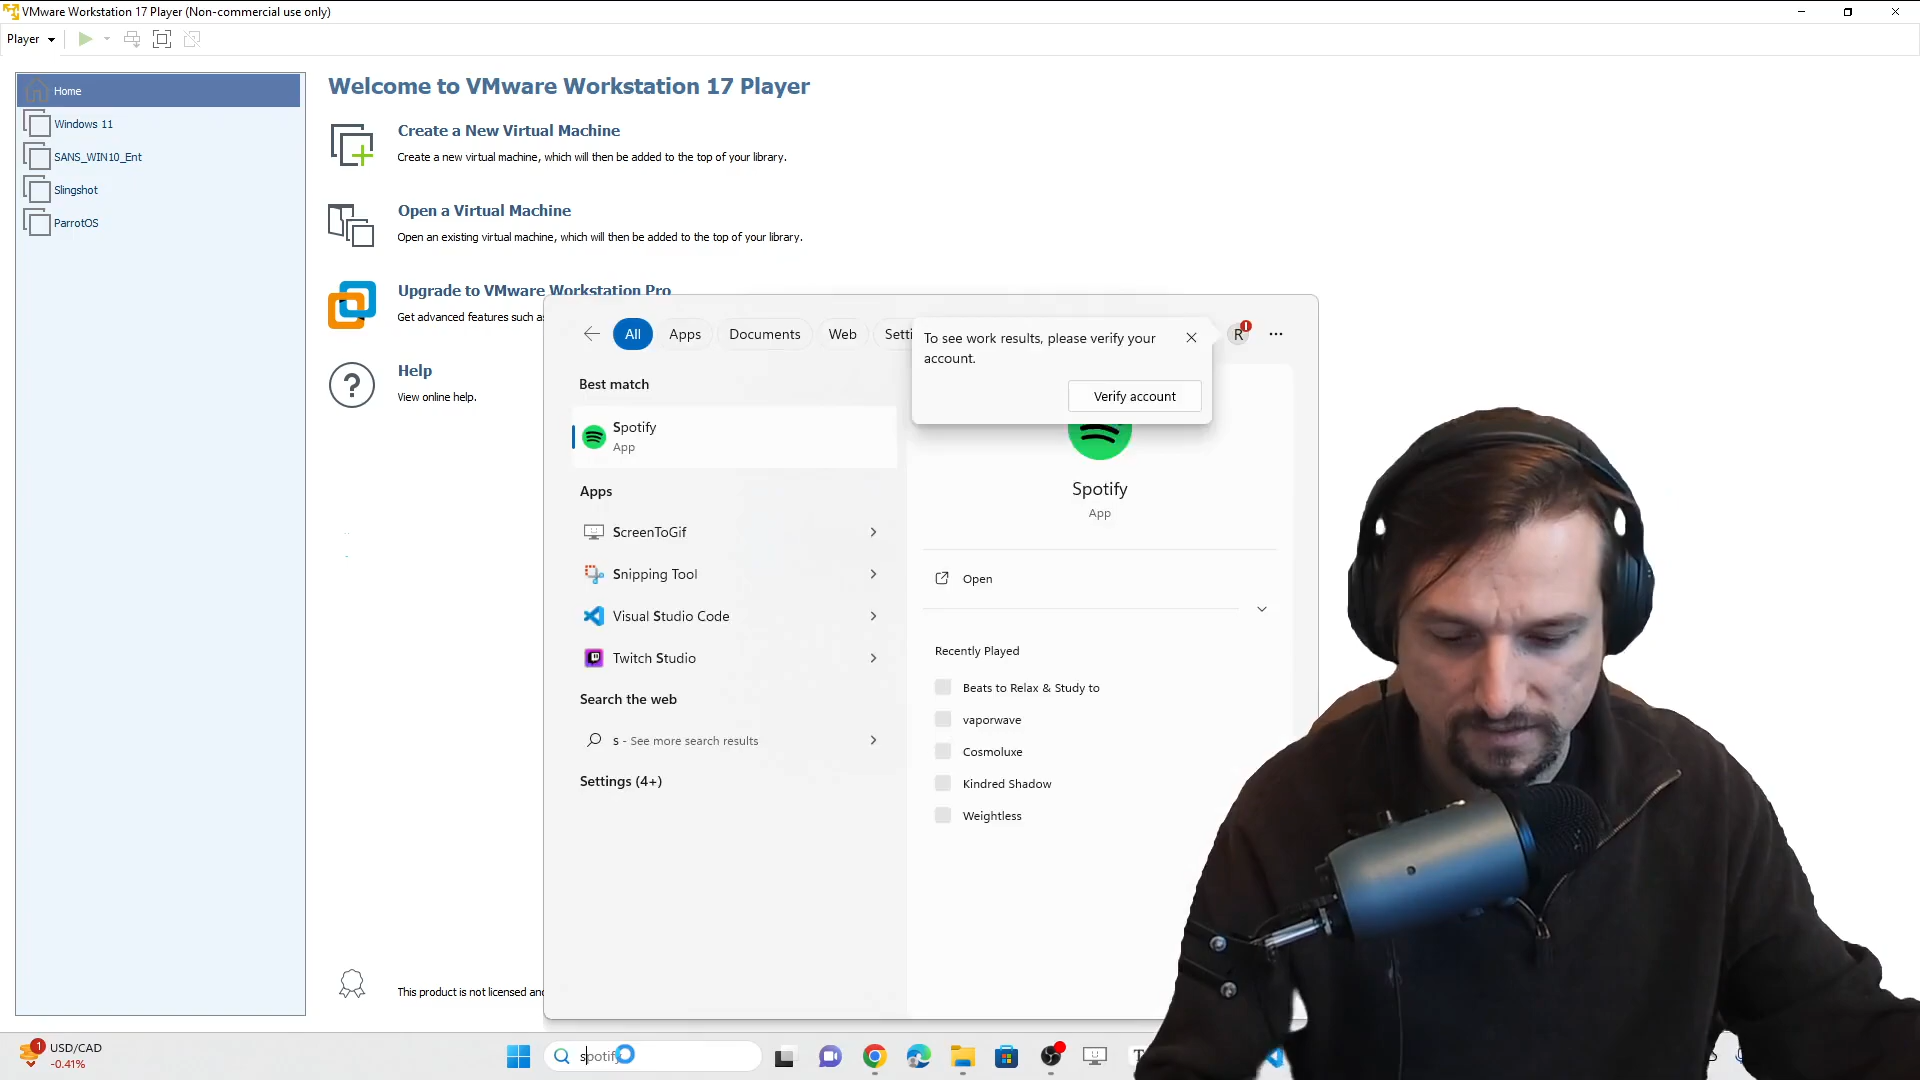 VMware Workstation 17 Player (Non-commercial use only)
Player
Home
Windows 11
SANS_WIN10_Ent
Slingshot
ParrotOS
Welcome to VMware Workstation 17 Player
Create a New Virtual Machine
Create a new virtual machine, which will then be added to the top of your library.
Open a Virtual Machine
Open an existing virtual machine, which will then be added to the top of your library.
Upgrade to VMware Workstation Pro
Get advanced features such as
Help
View online help.
This product is not licensed and
All
Apps
Documents
Web
Setti
To see work results, please verify your
account.
Verify account
R
Best match
Spotify
App
Apps
ScreenToGif
Snipping Tool
Visual Studio Code
Twitch Studio
Search the web
s - See more search results
Settings (4+)
Spotify
App
Open
Recently Played
Beats to Relax & Study to
vaporwave
Cosmoluxe
Kindred Shadow
Weightless
1
USD/CAD
-0.41%